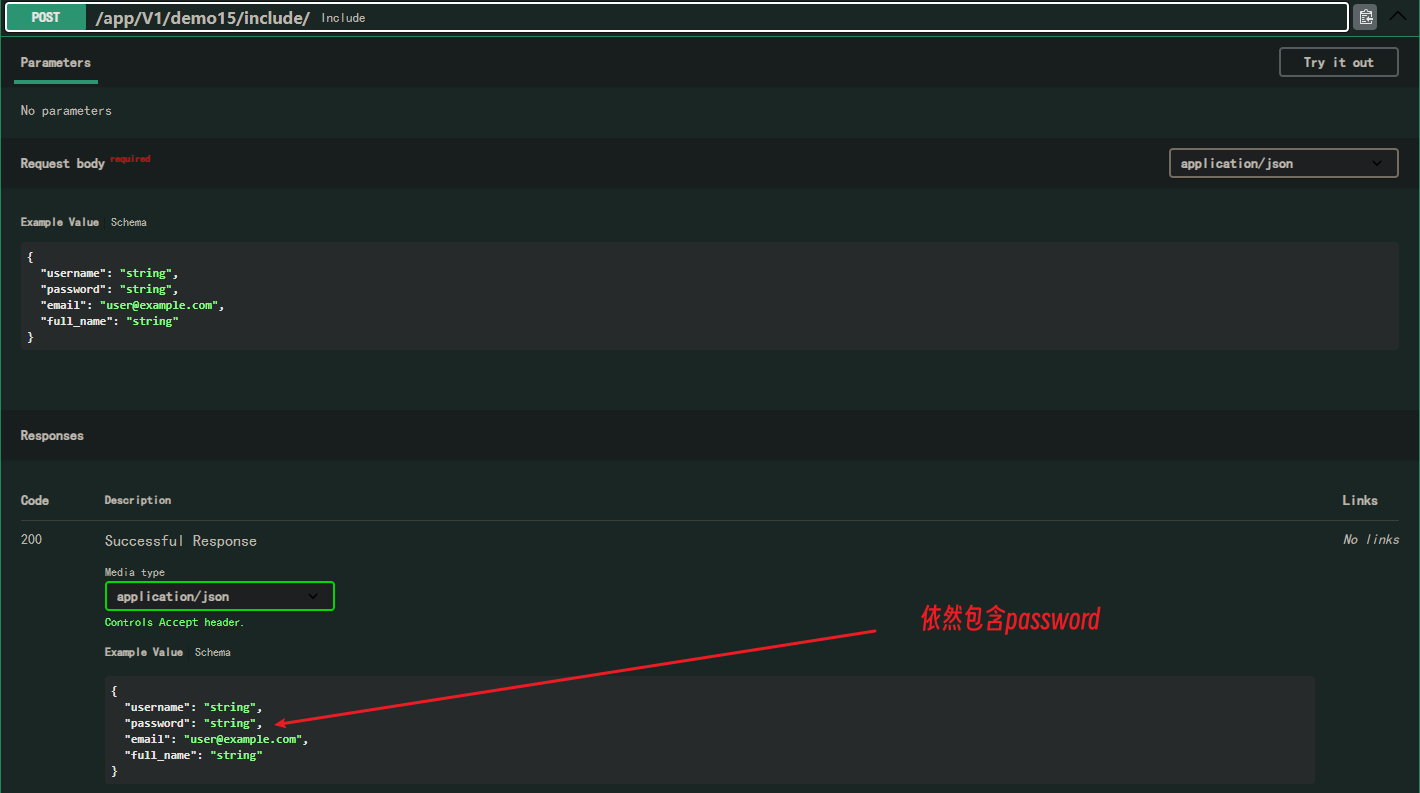 POST /app/V1/demo15/include/ Include
Parameters
Try it out
No parameters
Request body required
application/json
Example Value Schema
{
"username": "string",
"password": "string",
"email": "user@example.com",
"full_name": "string"
}
Responses
Code Description Links
200 Successful Response No links
Media type
application/json
Controls Accept header.
依然包含password
Example Value Schema
{
"username": "string",
"password": "string",
"email": "user@example.com",
"full_name": "string"
}